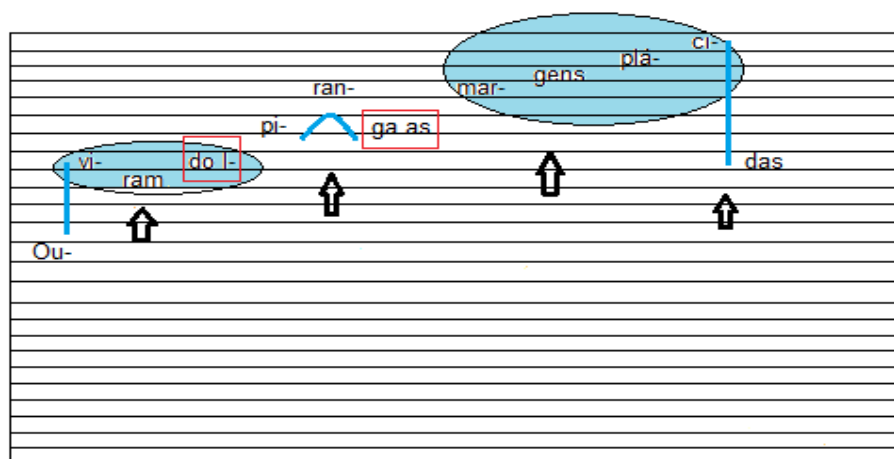 Ou-
vi-
ram
do I-
pi-
ran-
ga as
mar-
gens
plá-
ci-
das